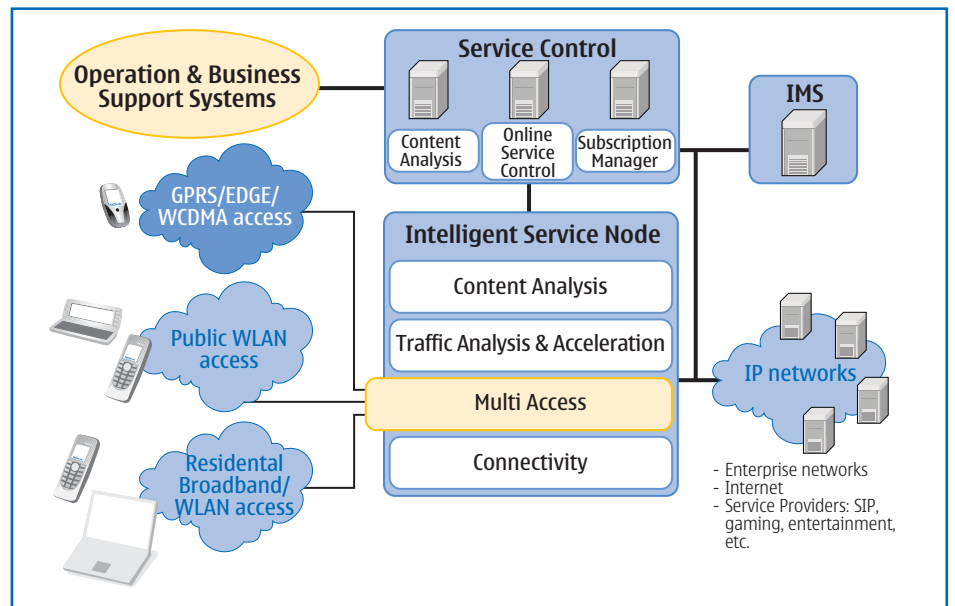 Operation & Business
Support Systems
Service Control
Content
Analysis
Online
Service
Control
Subscription
Manager
IMS
GPRS/EDGE/
WCDMA access
Intelligent Service Node
Content Analysis
Public WLAN
access
Traffic Analysis & Acceleration
IP networks
Multi Access
Residental
Broadband/
WLAN access
Connectivity
- Enterprise networks
- Internet
- Service Providers: SIP,
gaming, entertainment,
etc.